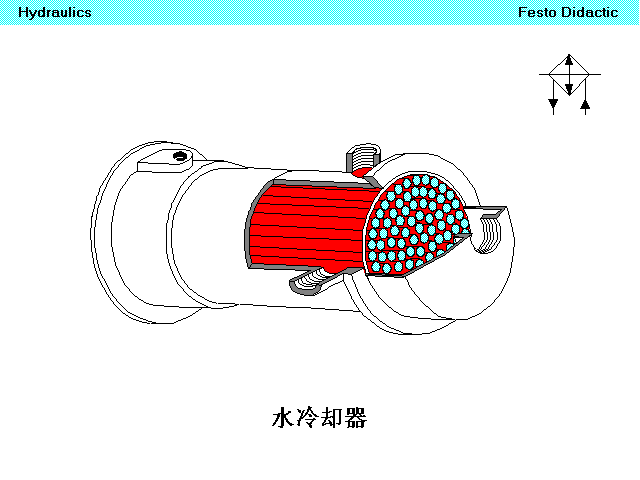 Hydraulics
Festo Didactic
水冷却器